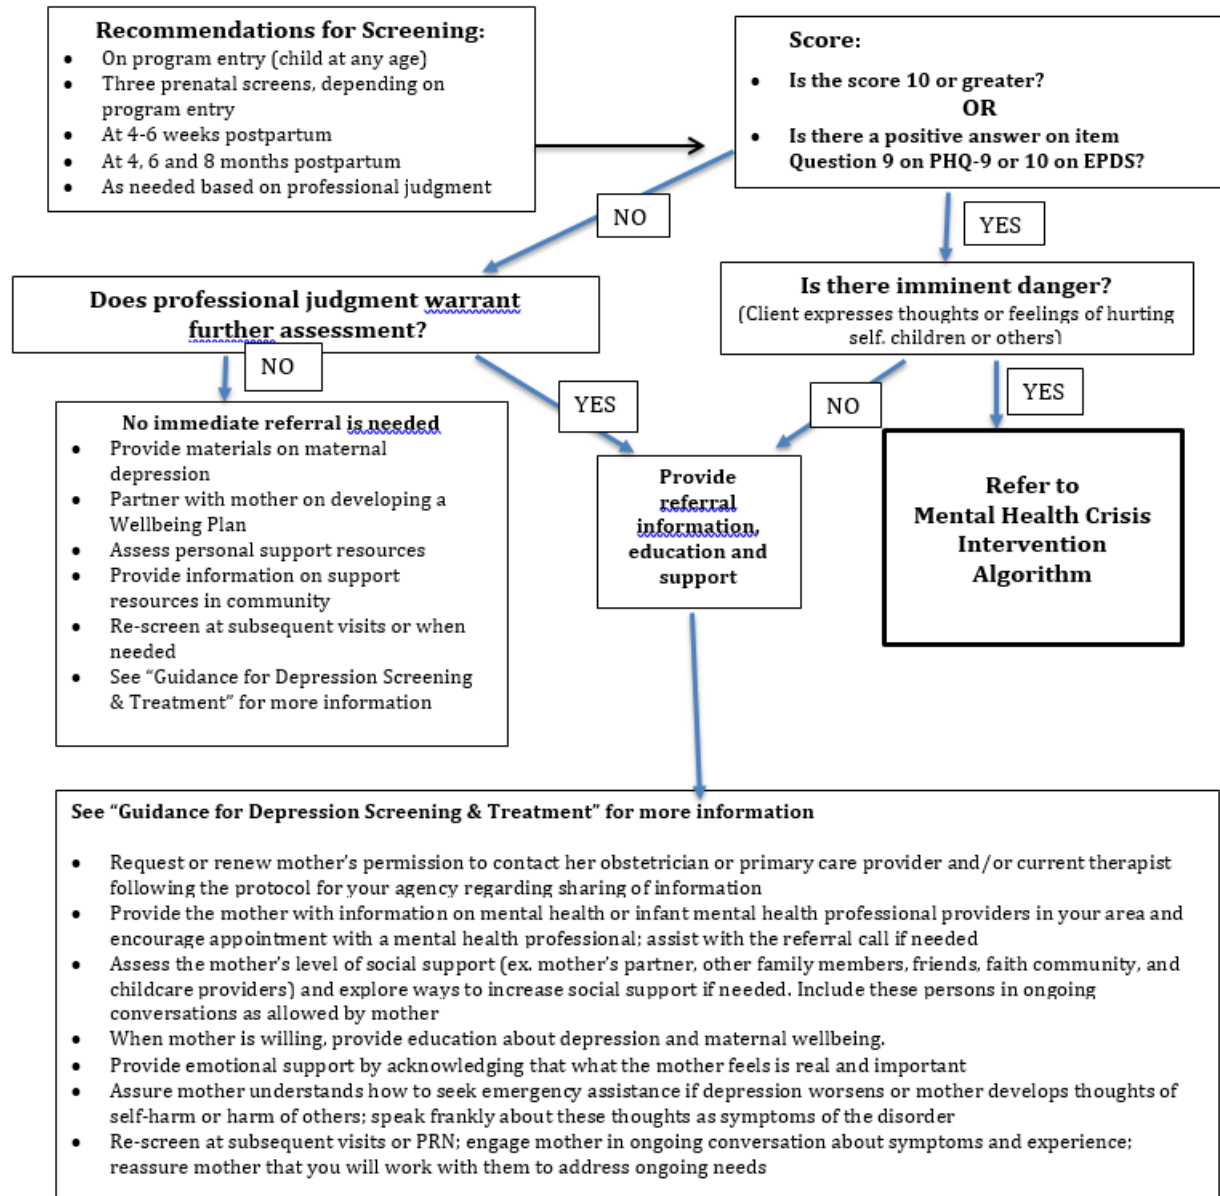 Recommendations for Screening:
• On program entry (child at any age)
• Three prenatal screens, depending on
program entry
• At 4-6 weeks postpartum
• At 4, 6 and 8 months postpartum
• As needed based on professional judgment
Score:
• Is the score 10 or greater?
OR
• Is there a positive answer on item
Question 9 on PHQ-9 or 10 on EPDS?
NO
YES
Does professional judgment warrant
further assessment?
Is there imminent danger?
(Client expresses thoughts or feelings of hurting
self, children or others)
NO
YES
NO
YES
No immediate referral is needed
• Provide materials on maternal
depression
• Partner with mother on developing a
Wellbeing Plan
• Assess personal support resources
• Provide information on support
resources in community
• Re-screen at subsequent visits or when
needed
• See “Guidance for Depression Screening
& Treatment” for more information
Provide
referral
information,
education and
support
Refer to
Mental Health Crisis
Intervention
Algorithm
See “Guidance for Depression Screening & Treatment” for more information
• Request or renew mother’s permission to contact her obstetrician or primary care provider and/or current therapist
following the protocol for your agency regarding sharing of information
• Provide the mother with information on mental health or infant mental health professional providers in your area and
encourage appointment with a mental health professional; assist with the referral call if needed
• Assess the mother’s level of social support (ex. mother’s partner, other family members, friends, faith community, and
childcare providers) and explore ways to increase social support if needed. Include these persons in ongoing
conversations as allowed by mother
• When mother is willing, provide education about depression and maternal wellbeing.
• Provide emotional support by acknowledging that what the mother feels is real and important
• Assure mother understands how to seek emergency assistance if depression worsens or mother develops thoughts of
self-harm or harm of others; speak frankly about these thoughts as symptoms of the disorder
• Re-screen at subsequent visits or PRN; engage mother in ongoing conversation about symptoms and experience;
reassure mother that you will work with them to address ongoing needs